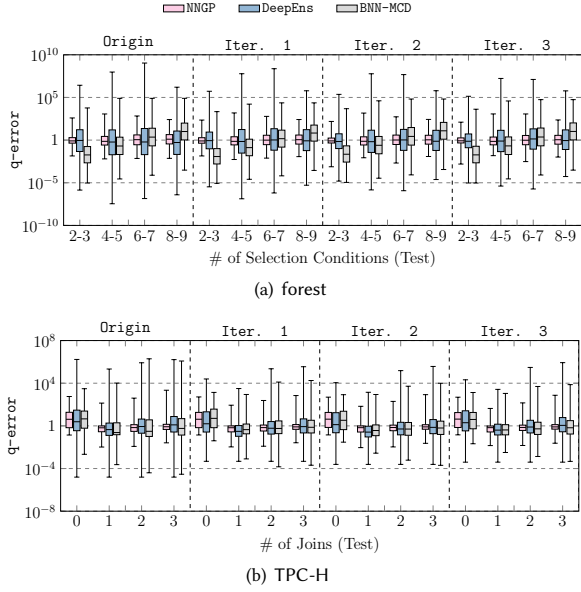 NNGP DeepEns BNN-MCD
Origin Iter. 1 Iter. 2 Iter. 3
10^10
10^5
1
10^−5
10^−10
q-error
2-3 4-5 6-7 8-9 2-3 4-5 6-7 8-9 2-3 4-5 6-7 8-9 2-3 4-5 6-7 8-9
# of Selection Conditions (Test)
(a) forest
Origin Iter. 1 Iter. 2 Iter. 3
10^8
10^4
1
10^−4
10^−8
q-error
0 1 2 3 0 1 2 3 0 1 2 3 0 1 2 3
# of Joins (Test)
(b) TPC-H